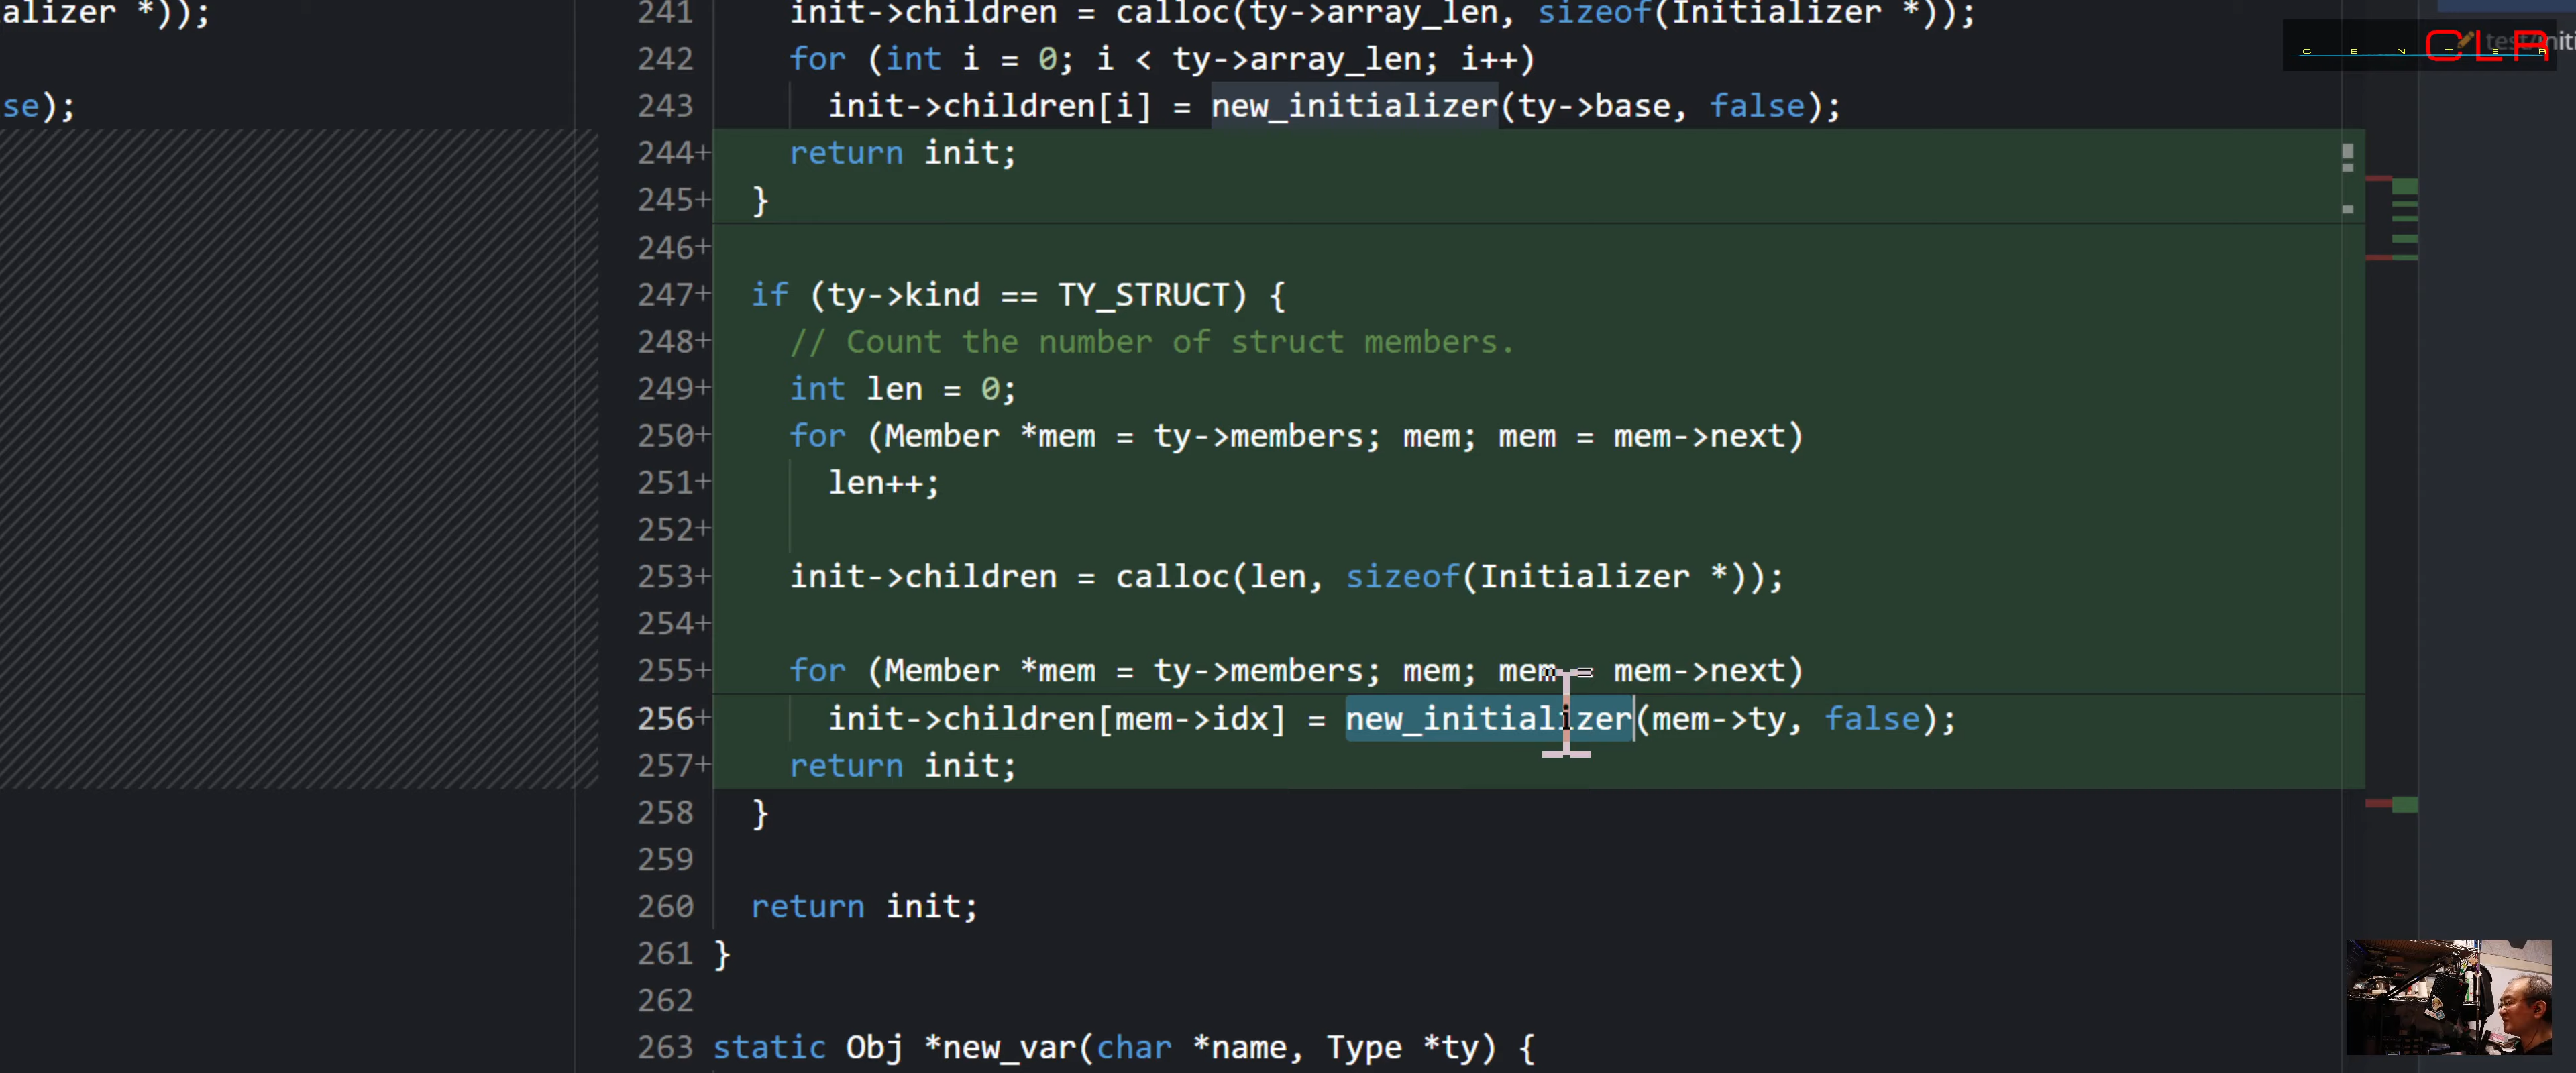 alizer *));
se);
241 init->children = calloc(ty->array_len, sizeof(Initializer *));
242 for (int i = 0; i < ty->array_len; i++)
243 init->children[i] = new_initializer(ty->base, false);
244+ return init;
245+ }
246+
247+ if (ty->kind == TY_STRUCT) {
248+ // Count the number of struct members.
249+ int len = 0;
250+ for (Member *mem = ty->members; mem; mem = mem->next)
251+ len++;
252+
253+ init->children = calloc(len, sizeof(Initializer *));
254+
255+ for (Member *mem = ty->members; mem; mem = mem->next)
256+ init->children[mem->idx] = new_initializer(mem->ty, false);
257+ return init;
258 }
259
260 return init;
261 }
262
263 static Obj *new_var(char *name, Type *ty) {
CENTER CLR